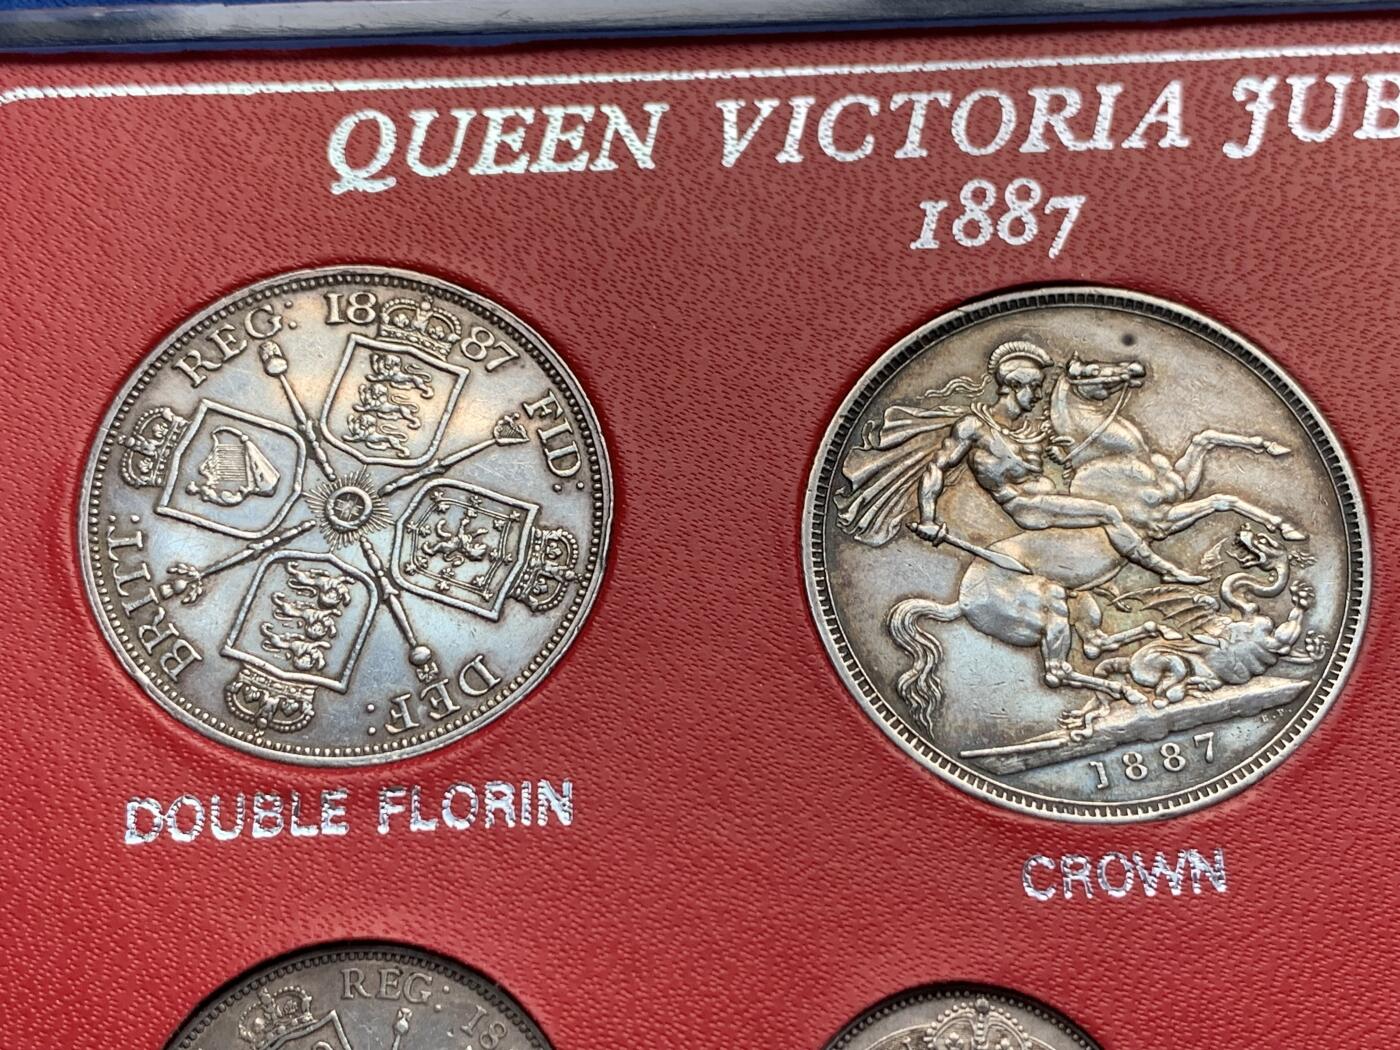 QUEEN VICTORIA JUB
1887
FID: DEF: BRITT: REG: 1887
1887
B.P.
DOUBLE FLORIN
CROWN
REG: 18